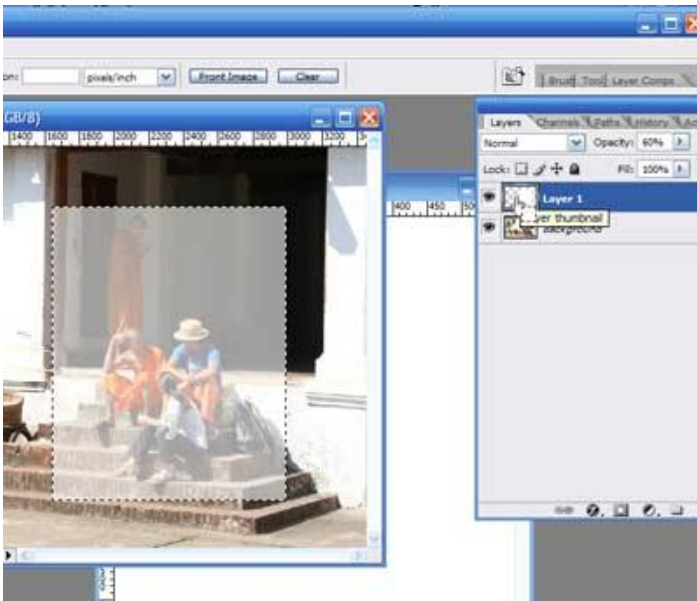 pixels/inch Front Image Clear
Brush Tool Layer Comps
GB/8)
1400 1600 1800 2000 2200 2400 2600 2800 3000 3200
400 450
Layers Channels Paths History
Normal Opacity: 60%
Lock: Fill: 100%
Layer 1
er thumbnail
Background